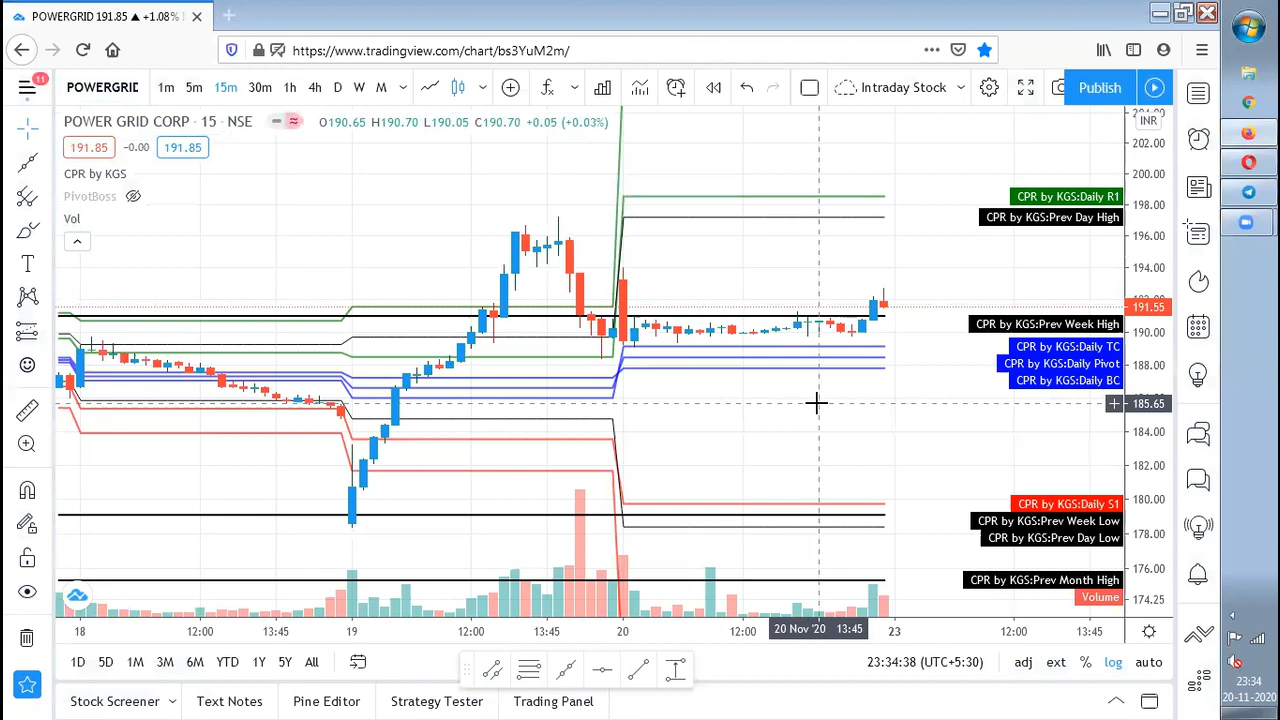 POWERGRID 191.85 ▲ +1.08%
https://www.tradingview.com/chart/bs3YuM2m/
11
POWERGRID 1m 5m 15m 30m 1h 4h D W M Intraday Stock Publish
POWER GRID CORP · 15 · NSE O190.65 H190.70 C190.70 +0.05 (+0.03%)
INR
191.85 −0.00 191.85
CPR by KGS
PivotBoss
Vol
202.00
200.00
198.00
196.00
194.00
191.55
190.00
188.00
185.65
184.00
182.00
180.00
178.00
176.00
174.25
CPR by KGS:Daily R1
CPR by KGS:Prev Day High
CPR by KGS:Prev Week High
CPR by KGS:Daily TC
CPR by KGS:Daily Pivot
CPR by KGS:Daily BC
CPR by KGS:Daily S1
CPR by KGS:Prev Week Low
CPR by KGS:Prev Day Low
CPR by KGS:Prev Month High
Volume
18 12:00 13:45 19 12:00 13:45 20 12:00 20 Nov '20 13:45 23 12:00 13:45
1D 5D 1M 3M 6M YTD 1Y 5Y All 23:34:38 (UTC+5:30) adj ext % log auto
Stock Screener Text Notes Pine Editor Strategy Tester Trading Panel
23:34
20-11-2020